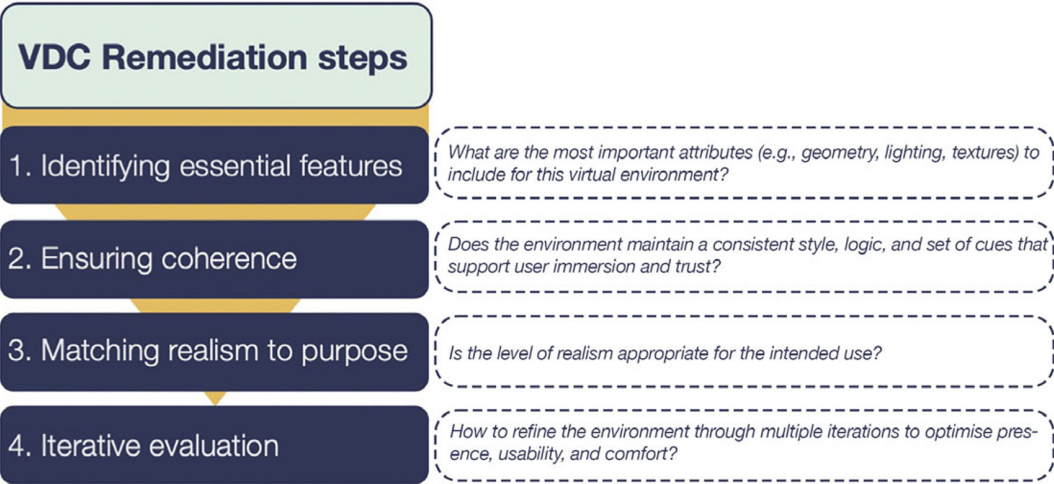 VDC Remediation steps
1. Identifying essential features
What are the most important attributes (e.g., geometry, lighting, textures) to
include for this virtual environment?
2. Ensuring coherence
Does the environment maintain a consistent style, logic, and set of cues that
support user immersion and trust?
3. Matching realism to purpose
Is the level of realism appropriate for the intended use?
4. Iterative evaluation
How to refine the environment through multiple iterations to optimise pres-
ence, usability, and comfort?